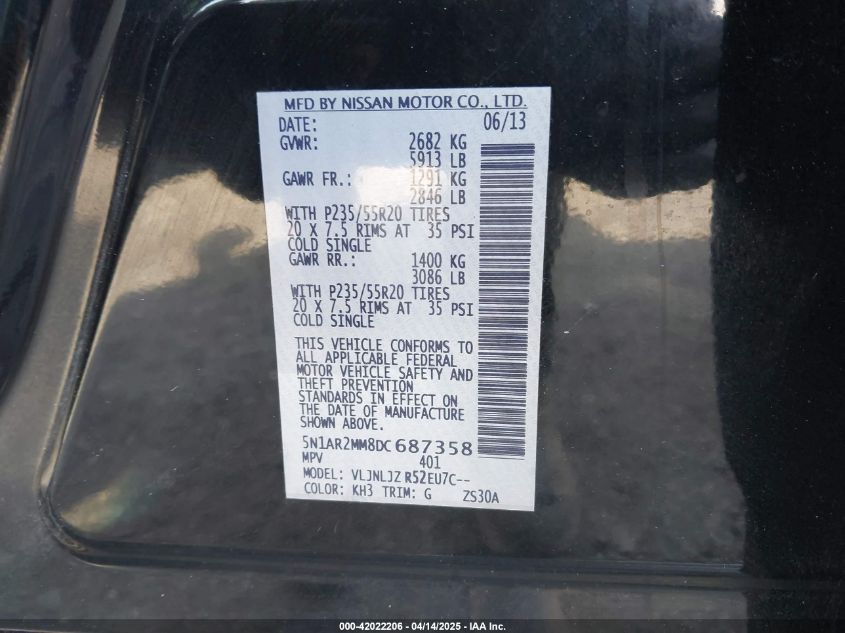 MFD BY NISSAN MOTOR CO., LTD.
DATE: 06/13
GVWR: 2682 KG
5913 LB
GAWR FR.: 1291 KG
2846 LB
WITH P235/55R20 TIRES
20 X 7.5 RIMS AT 35 PSI
COLD SINGLE
GAWR RR.: 1400 KG
3086 LB
WITH P235/55R20 TIRES
20 X 7.5 RIMS AT 35 PSI
COLD SINGLE
THIS VEHICLE CONFORMS TO
ALL APPLICABLE FEDERAL
MOTOR VEHICLE SAFETY AND
THEFT PREVENTION
STANDARDS IN EFFECT ON
THE DATE OF MANUFACTURE
SHOWN ABOVE.
5N1AR2MM8DC687358
MPV 401
MODEL: VLJNLJZ R52EU7C--
COLOR: KH3 TRIM: G ZS30A
000-42022206 - 04/14/2025 - IAA Inc.